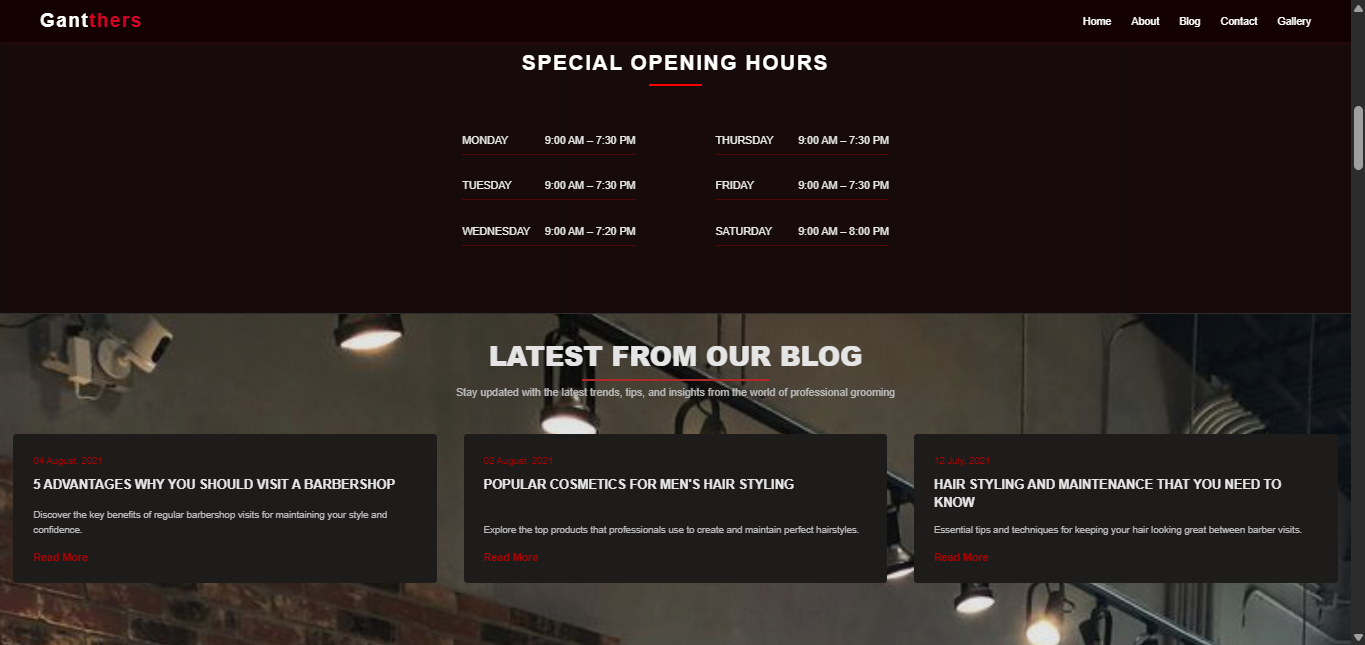 Gantthers
Home About Blog Contact Gallery
SPECIAL OPENING HOURS
MONDAY 9:00 AM – 7:30 PM
THURSDAY 9:00 AM – 7:30 PM
TUESDAY 9:00 AM – 7:30 PM
FRIDAY 9:00 AM – 7:30 PM
WEDNESDAY 9:00 AM – 7:20 PM
SATURDAY 9:00 AM – 8:00 PM
LATEST FROM OUR BLOG
Stay updated with the latest trends, tips, and insights from the world of professional grooming
04 August, 2021
5 ADVANTAGES WHY YOU SHOULD VISIT A BARBERSHOP
Discover the key benefits of regular barbershop visits for maintaining your style and
confidence.
Read More
02 August, 2021
POPULAR COSMETICS FOR MEN'S HAIR STYLING
Explore the top products that professionals use to create and maintain perfect hairstyles.
Read More
12 July, 2021
HAIR STYLING AND MAINTENANCE THAT YOU NEED TO
KNOW
Essential tips and techniques for keeping your hair looking great between barber visits.
Read More